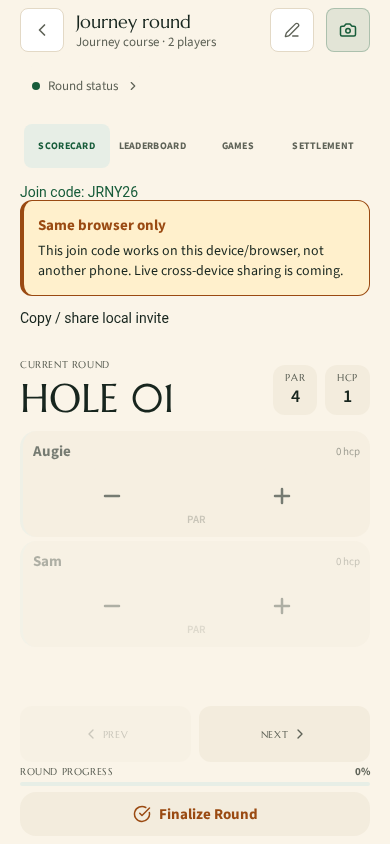 Journey round
Journey course · 2 players
Round status
SCORECARD LEADERBOARD GAMES SETTLEMENT
Join code: JRNY26
Same browser only
This join code works on this device/browser, not
another phone. Live cross-device sharing is coming.
Copy / share local invite
CURRENT ROUND
HOLE 01
PAR
4
HCP
1
Augie 0 hcp
− +
PAR
Sam 0 hcp
− +
PAR
PREV NEXT
ROUND PROGRESS 0%
Finalize Round